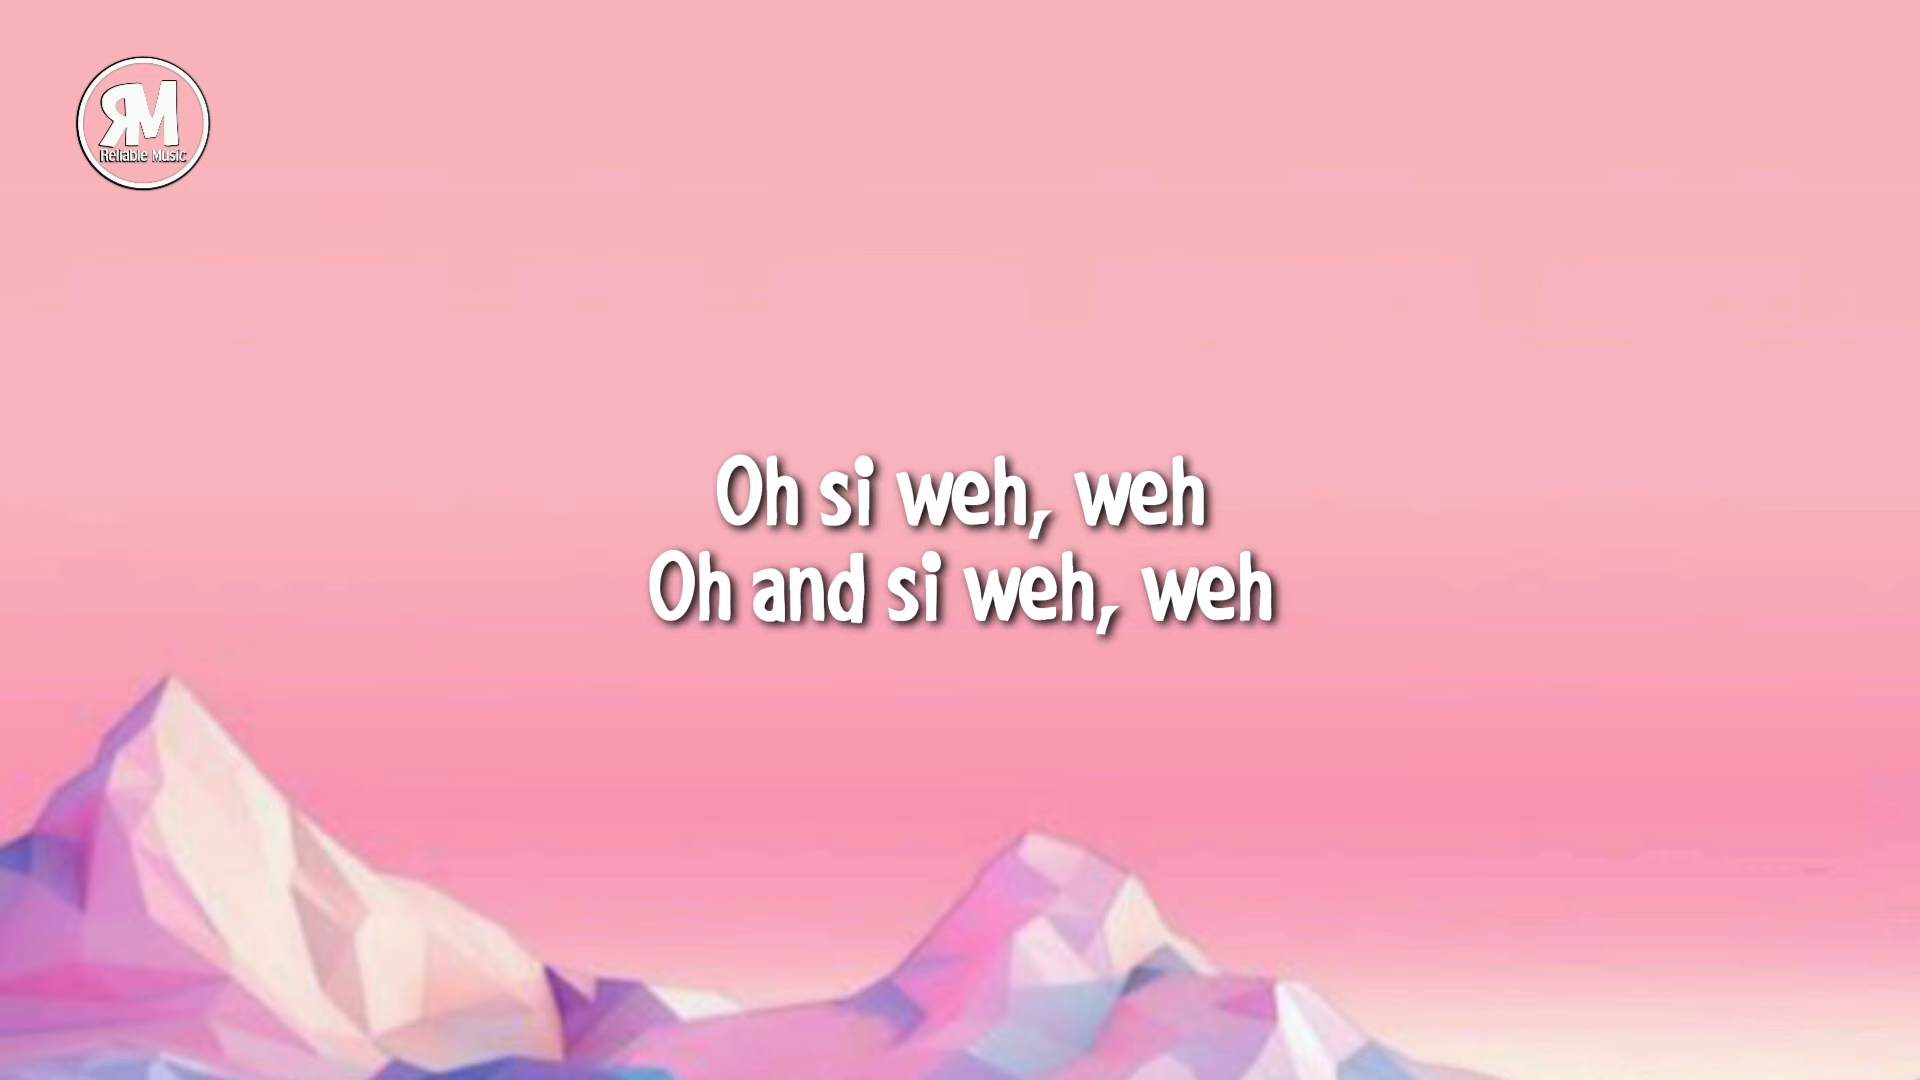 RM
Reliable Music
Oh si weh, weh
Oh and si weh, weh